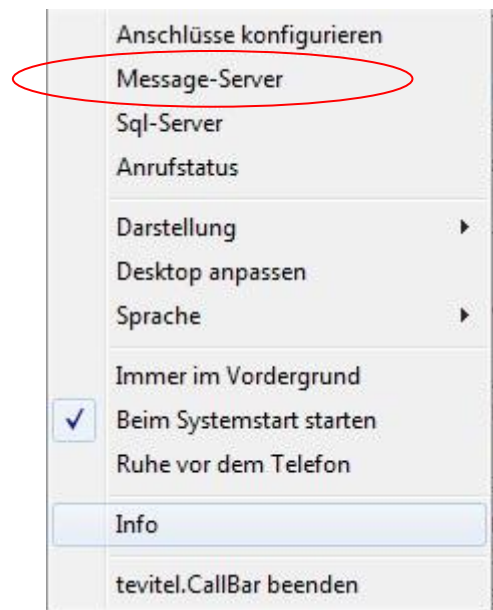 Anschlüsse konfigurieren
Message-Server
Sql-Server
Anrufstatus
Darstellung
Desktop anpassen
Sprache
Immer im Vordergrund
Beim Systemstart starten
Ruhe vor dem Telefon
Info
tevitel.CallBar beenden